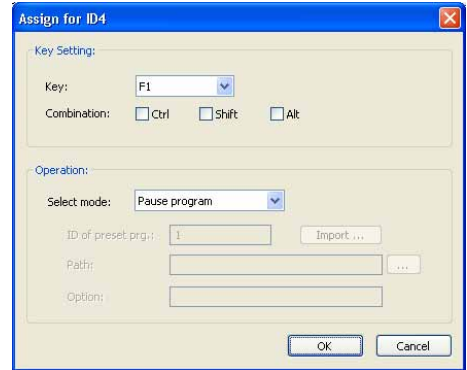 Assign for ID4
Key Setting:
Key: F1
Combination: Ctrl Shift Alt
Operation:
Select mode: Pause program
ID of preset prg.: 1 Import ...
Path: ...
Option:
OK Cancel